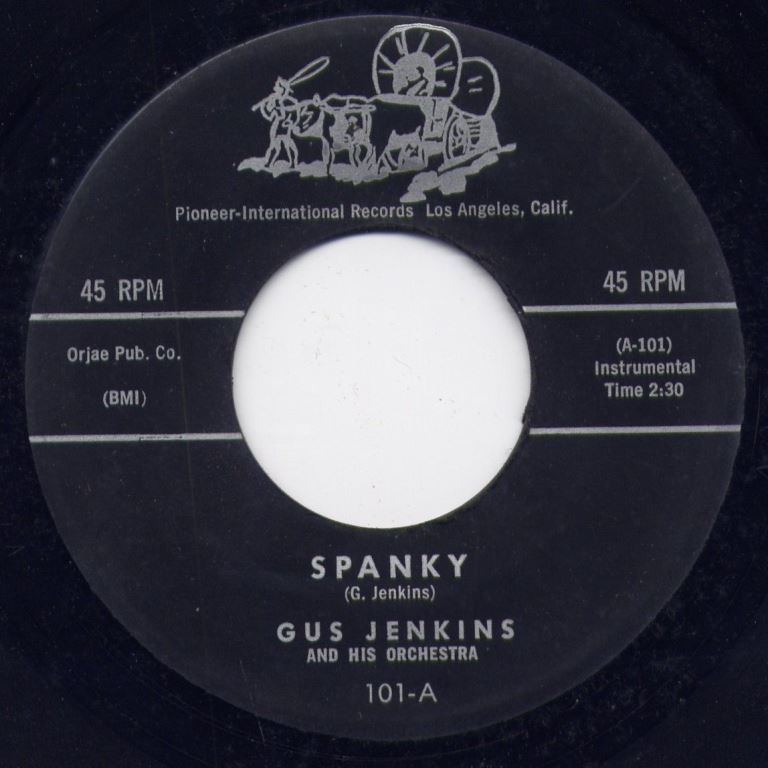 Pioneer-International Records Los Angeles, Calif.
45 RPM
Orjae Pub. Co.
(BMI)
45 RPM
(A-101)
Instrumental
Time 2:30
SPANKY
(G. Jenkins)
GUS JENKINS
AND HIS ORCHESTRA
101-A